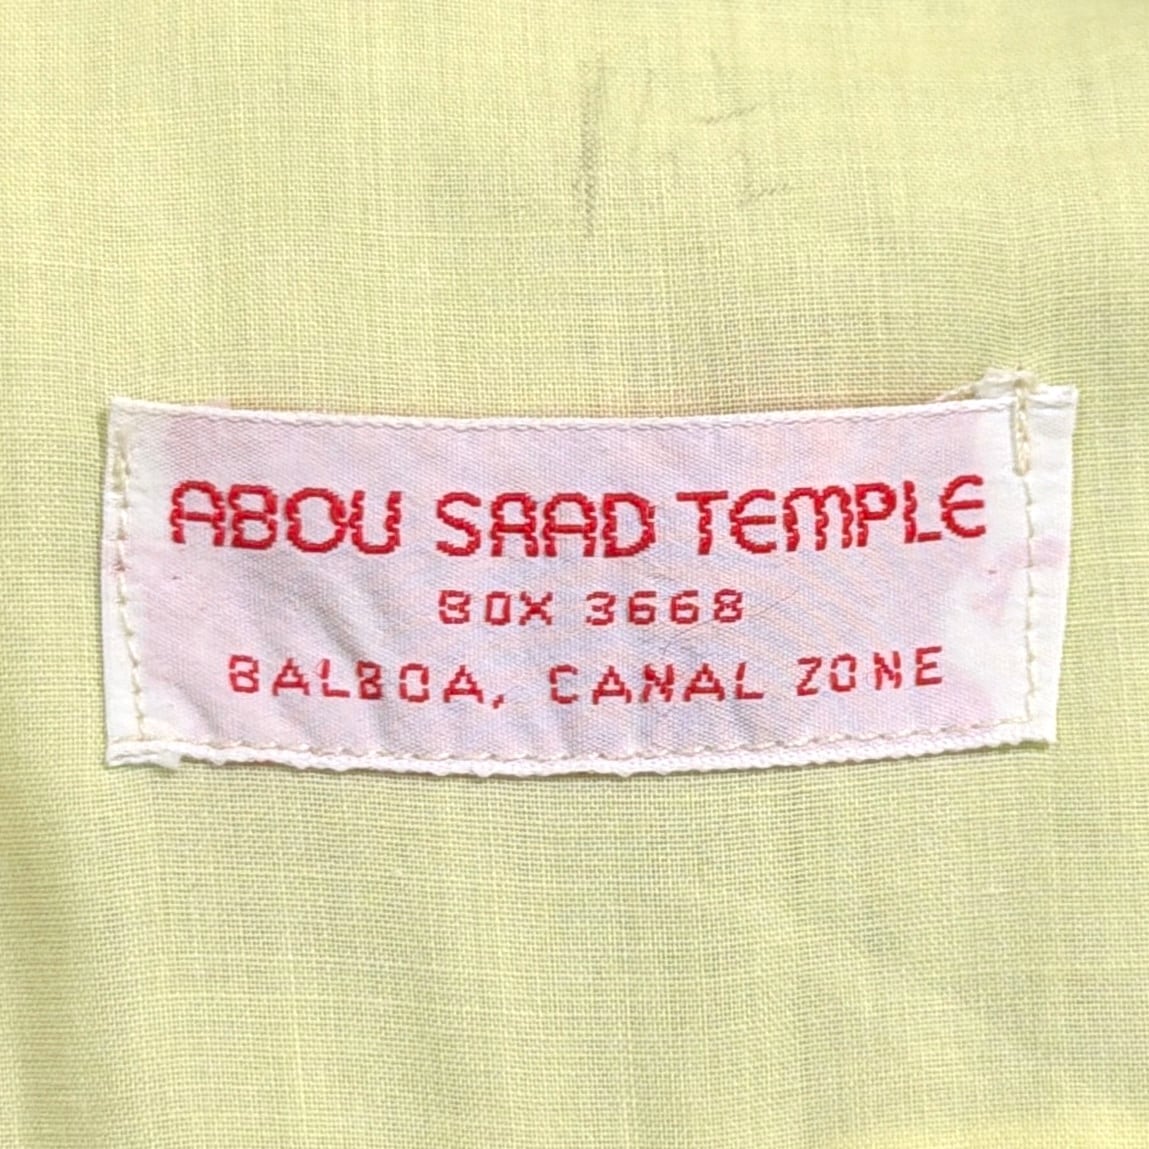 ABOU SAAD TEMPLE
BOX 3668
BALBOA, CANAL ZONE